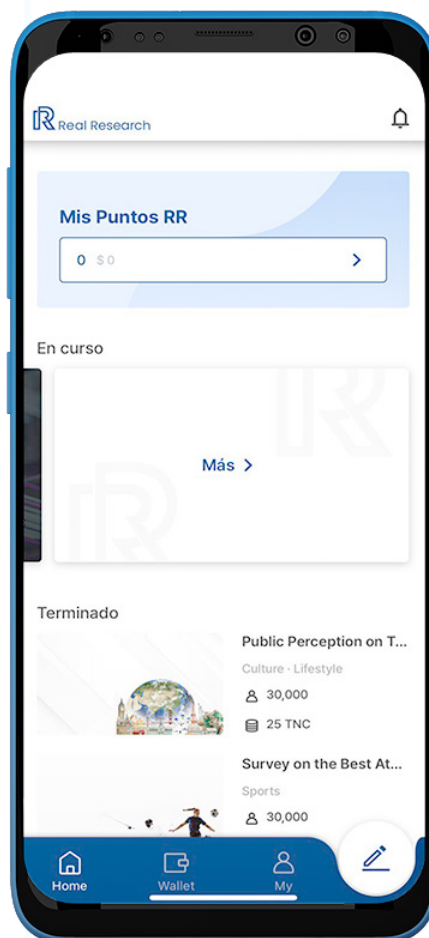 Real Research
Mis Puntos RR
0 $0
En curso
Más
Terminado
Public Perception on T...
Culture · Lifestyle
30,000
25 TNC
Survey on the Best At...
Sports
30,000
Home
Wallet
My